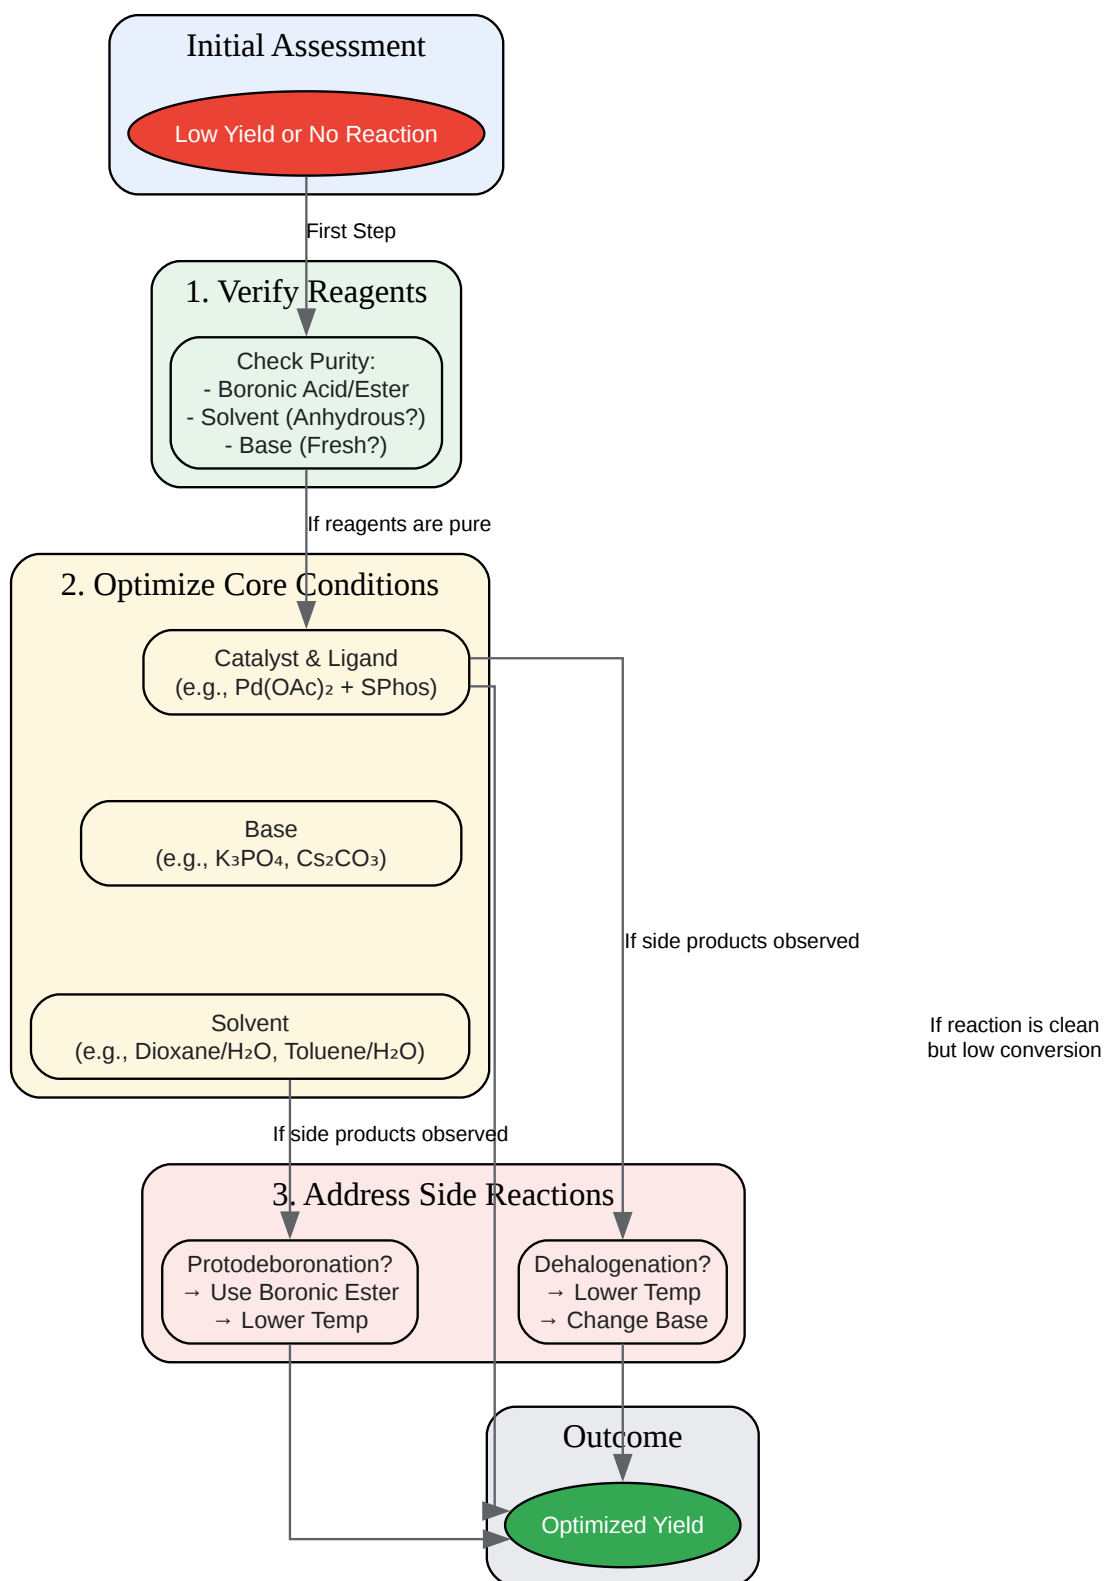 Initial Assessment
Low Yield or No Reaction
First Step
1. Verify Reagents
Check Purity:
- Boronic Acid/Ester
- Solvent (Anhydrous?)
- Base (Fresh?)
If reagents are pure
2. Optimize Core Conditions
Catalyst & Ligand
(e.g., Pd(OAc)₂ + SPhos)
Base
(e.g., K₃PO₄, Cs₂CO₃)
If side products observed
Solvent
(e.g., Dioxane/H₂O, Toluene/H₂O)
If reaction is clean
but low conversion
If side products observed
3. Address Side Reactions
Protodeboronation?
→ Use Boronic Ester
→ Lower Temp
Dehalogenation?
→ Lower Temp
→ Change Base
Outcome
Optimized Yield